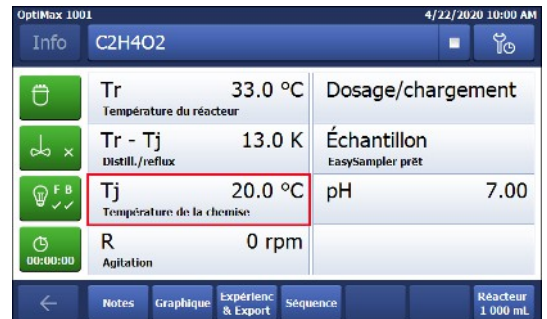 OptiMax 1001
4/22/2020 10:00 AM
Info
C2H4O2
Tr
33.0 °C
Température du réacteur
Dosage/chargement
Tr - Tj
13.0 K
Distill./reflux
Échantillon
EasySampler prêt
F B
Tj
20.0 °C
Température de la chemise
pH
7.00
00:00:00
R
0 rpm
Agitation
Notes
Graphique
Expérienc
& Export
Séquence
Réacteur
1 000 mL